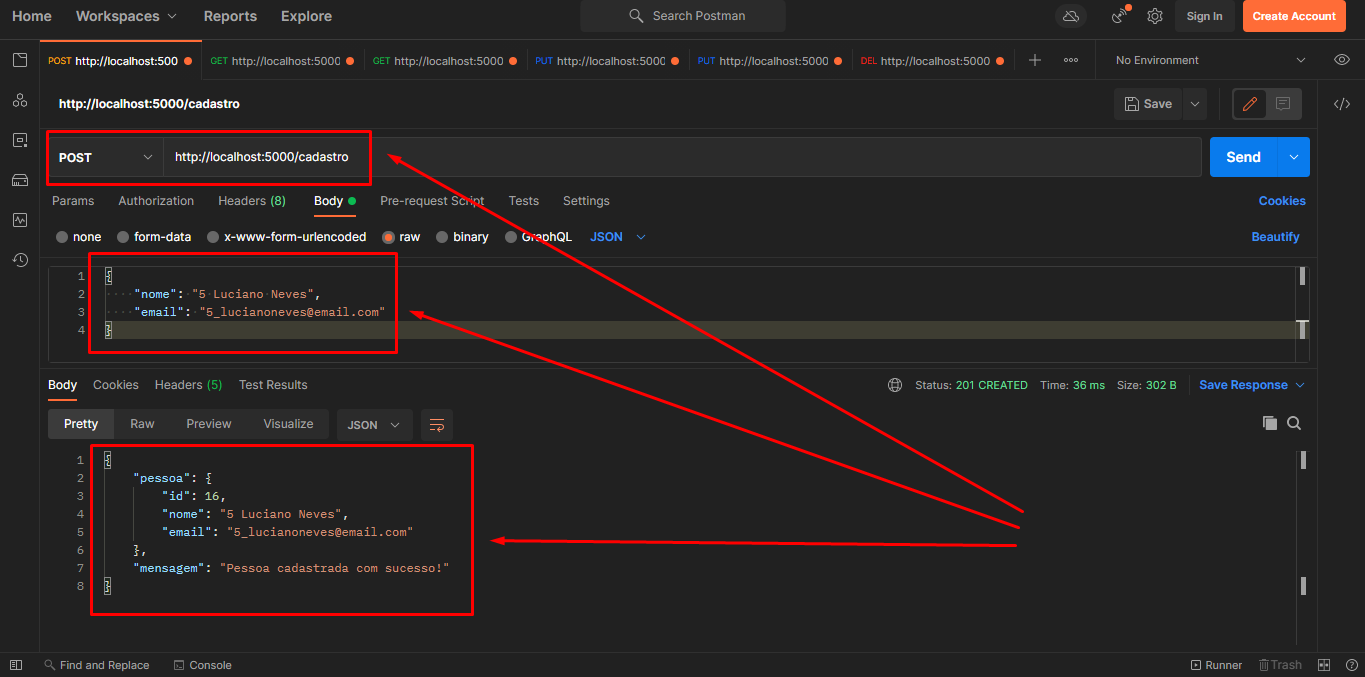 Home Workspaces Reports Explore Search Postman Sign In Create Account
POST http://localhost:500 GET http://localhost:5000 GET http://localhost:5000 PUT http://localhost:5000 PUT http://localhost:5000 DEL http://localhost:5000 No Environment
http://localhost:5000/cadastro Save
POST http://localhost:5000/cadastro Send
Params Authorization Headers (8) Body Pre-request Script Tests Settings Cookies
none form-data x-www-form-urlencoded raw binary GraphQL JSON Beautify
1 {
2 "nome": "5 Luciano Neves",
3 "email": "5_lucianoneves@email.com"
4 }
Body Cookies Headers (5) Test Results Status: 201 CREATED Time: 36 ms Size: 302 B Save Response
Pretty Raw Preview Visualize JSON
1 {
2 "pessoa": {
3 "id": 16,
4 "nome": "5 Luciano Neves",
5 "email": "5_lucianoneves@email.com"
6 },
7 "mensagem": "Pessoa cadastrada com sucesso!"
8 }
Find and Replace Console Runner Trash